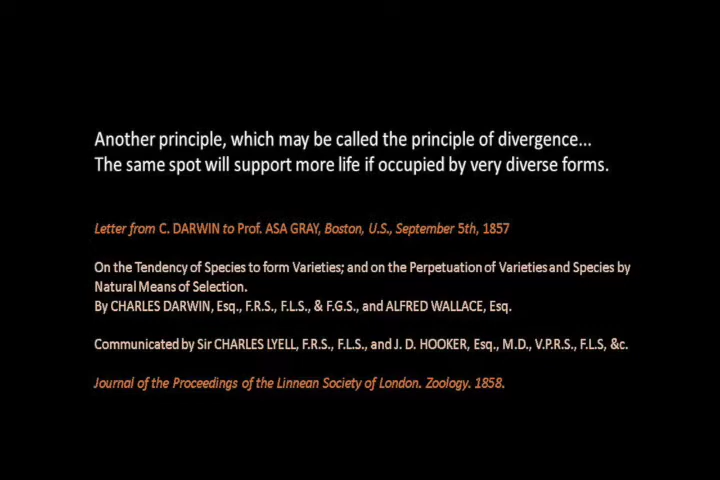 Another principle, which may be called the principle of divergence...
The same spot will support more life if occupied by very diverse forms.
Letter from C. DARWIN to Prof. ASA GRAY, Boston, U.S., September 5th, 1857
On the Tendency of Species to form Varieties; and on the Perpetuation of Varieties and Species by
Natural Means of Selection.
By CHARLES DARWIN, Esq., F.R.S., F.L.S., & F.G.S., and ALFRED WALLACE, Esq.
Communicated by Sir CHARLES LYELL, F.R.S., F.L.S., and J. D. HOOKER, Esq., M.D., V.P.R.S., F.L.S, &c.
Journal of the Proceedings of the Linnean Society of London. Zoology. 1858.